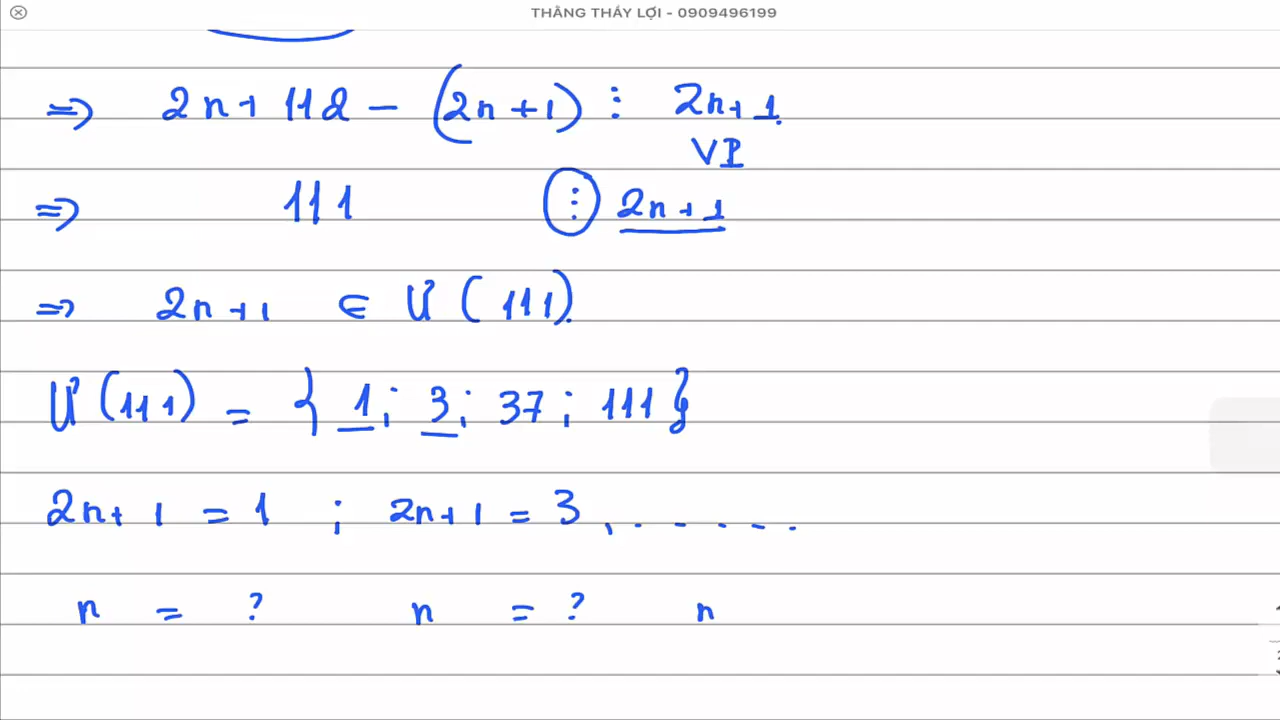 THẰNG THẦY LỢI - 0909496199
=> 2n + 112 - (2n + 1) ⋮ 2n + 1
VP
=> 111 ⋮ 2n + 1
=> 2n + 1 ∈ Ư (111)
Ư (111) = { 1; 3; 37; 111 }
2n + 1 = 1 ; 2n + 1 = 3, . . . . . .
n = ? n = ? n